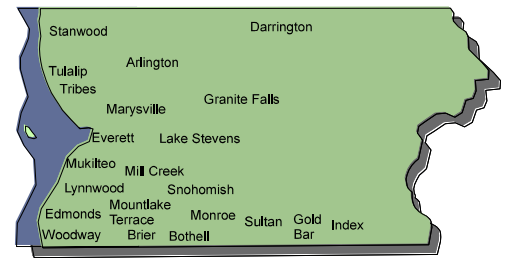 Darrington
Stanwood
Arlington
Tulalip
Tribes
Granite Falls
Marysville
Everett
Lake Stevens
Mukilteo
Mill Creek
Lynnwood
Snohomish
Mountlake
Terrace
Edmonds
Monroe
Sultan
Gold
Bar
Index
Woodway
Brier
Bothell